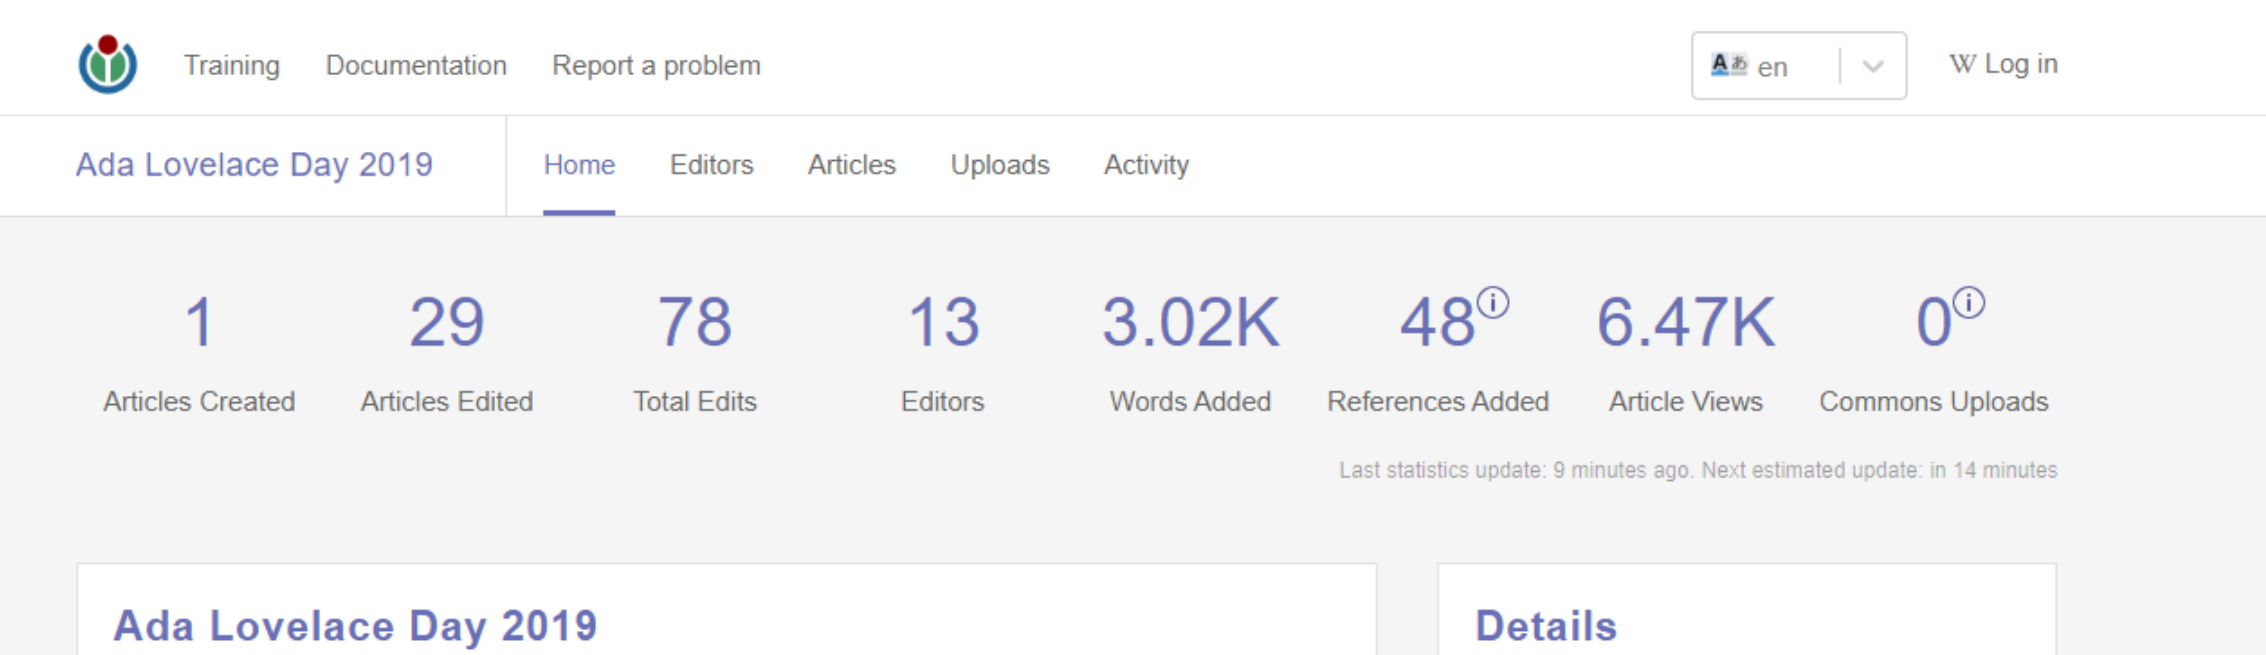 Training Documentation Report a problem Aあ en W Log in
Ada Lovelace Day 2019 Home Editors Articles Uploads Activity
1 29 78 13 3.02K 48 6.47K 0
Articles Created Articles Edited Total Edits Editors Words Added References Added Article Views Commons Uploads
Last statistics update: 9 minutes ago. Next estimated update: in 14 minutes
Ada Lovelace Day 2019 Details